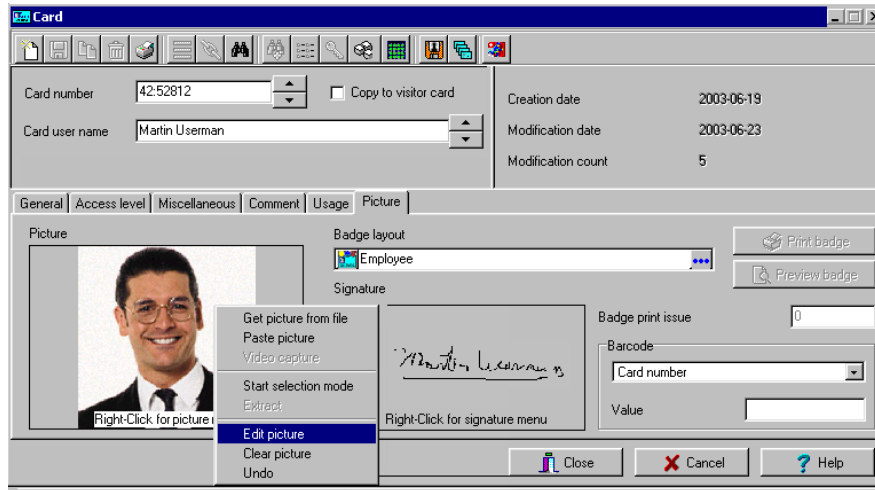 Card
Card number
42:52812
Copy to visitor card
Card user name
Martin Userman
Creation date
2003-06-19
Modification date
2003-06-23
Modification count
5
General
Access level
Miscellaneous
Comment
Usage
Picture
Picture
Badge layout
Employee
Print badge
Preview badge
Signature
Get picture from file
Paste picture
Video capture
Start selection mode
Extract
Edit picture
Clear picture
Undo
Right-Click for picture
Martin Userman
Right-Click for signature menu
Badge print issue
0
Barcode
Card number
Value
Close
Cancel
Help